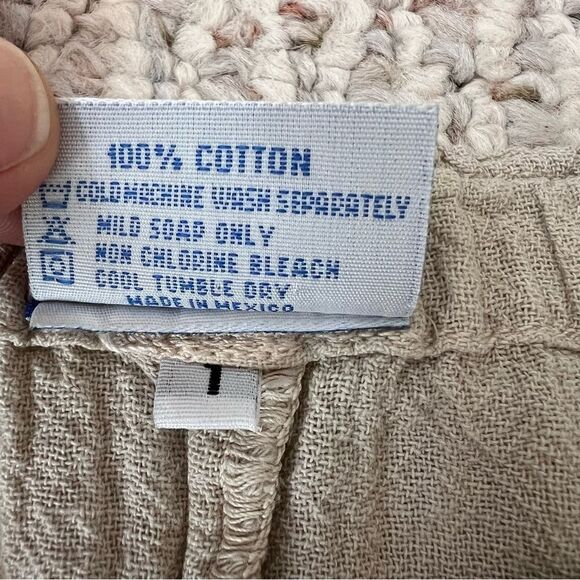 100% COTTON
COLD MACHINE WASH SEPARATELY
MILD SOAP ONLY
NON CHLORINE BLEACH
COOL TUMBLE DRY
MADE IN MEXICO
1